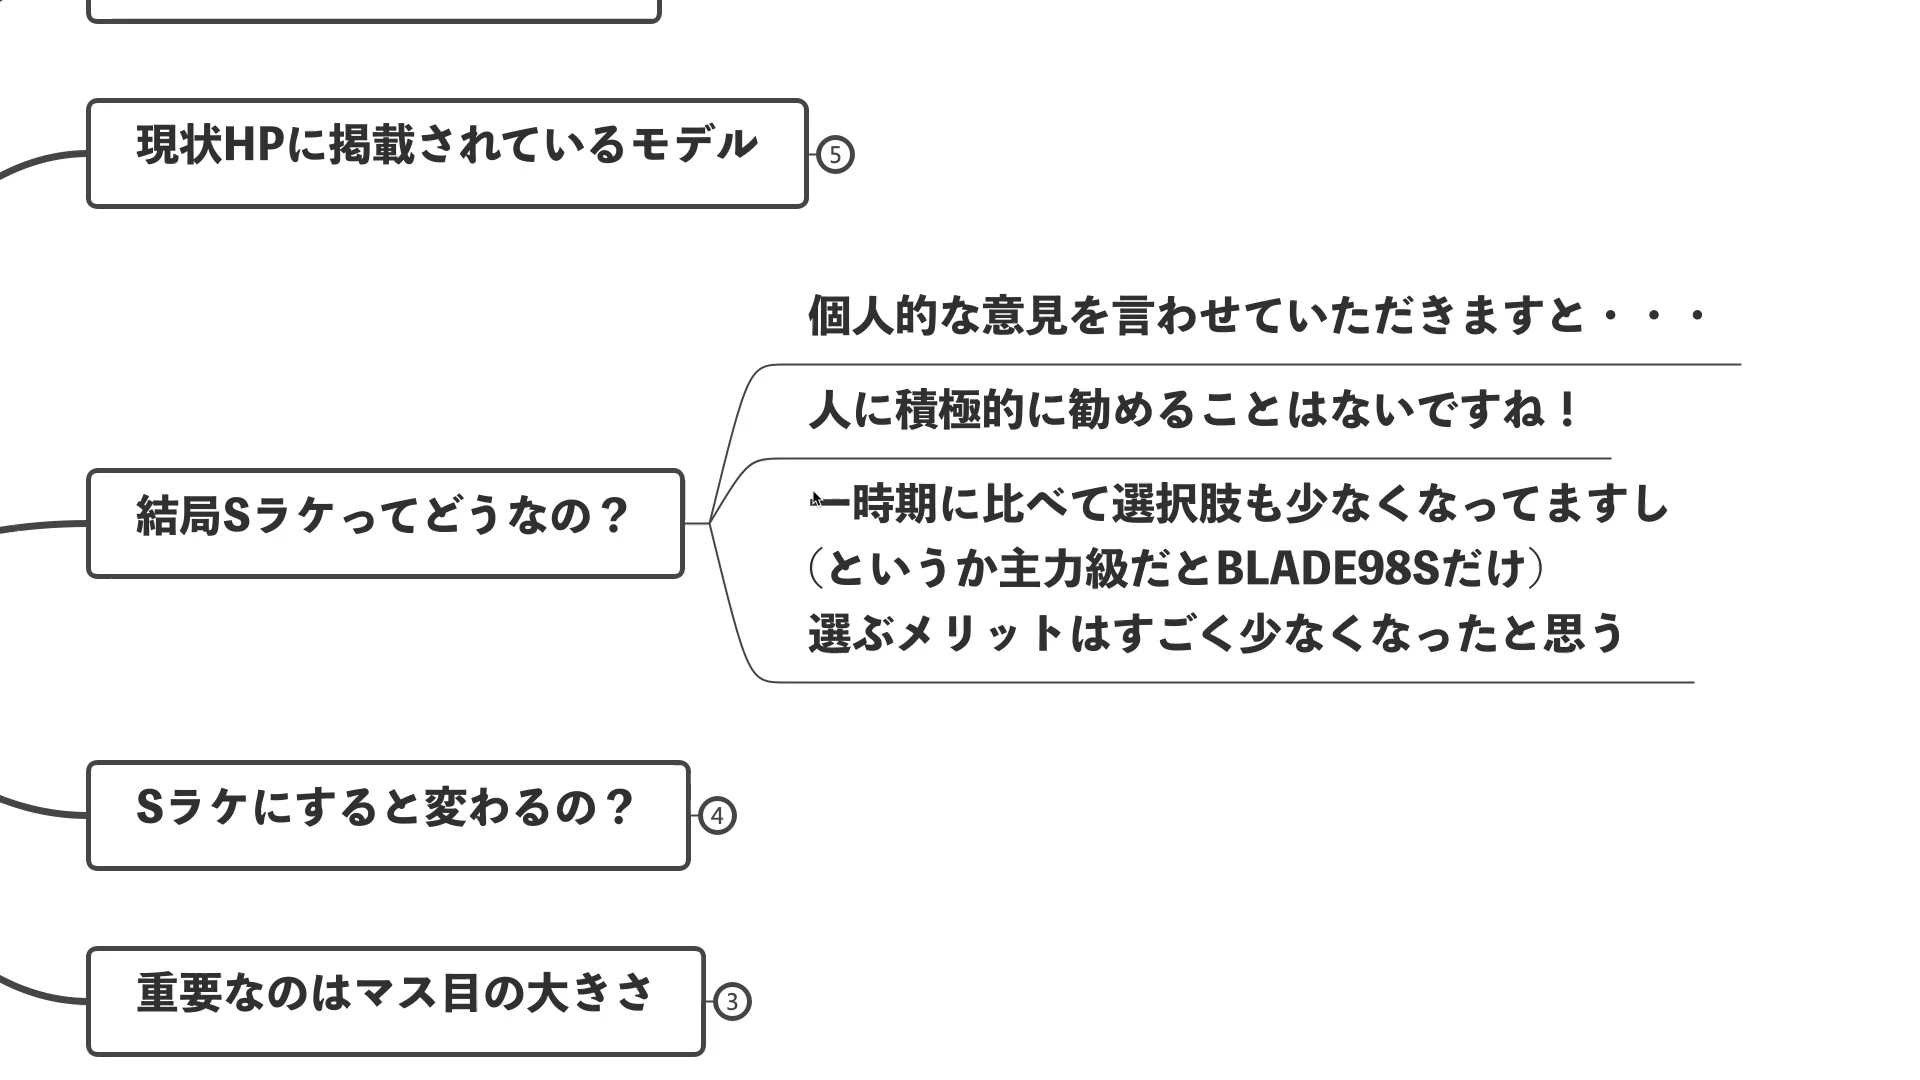 現状HPに掲載されているモデル
5
個人的な意見を言わせていただきますと・・・
人に積極的に勧めることはないですね！
結局Sラケってどうなの？
一時期に比べて選択肢も少なくなってますし
（というか主力級だとBLADE98Sだけ）
選ぶメリットはすごく少なくなったと思う
Sラケにすると変わるの？
4
重要なのはマス目の大きさ
3